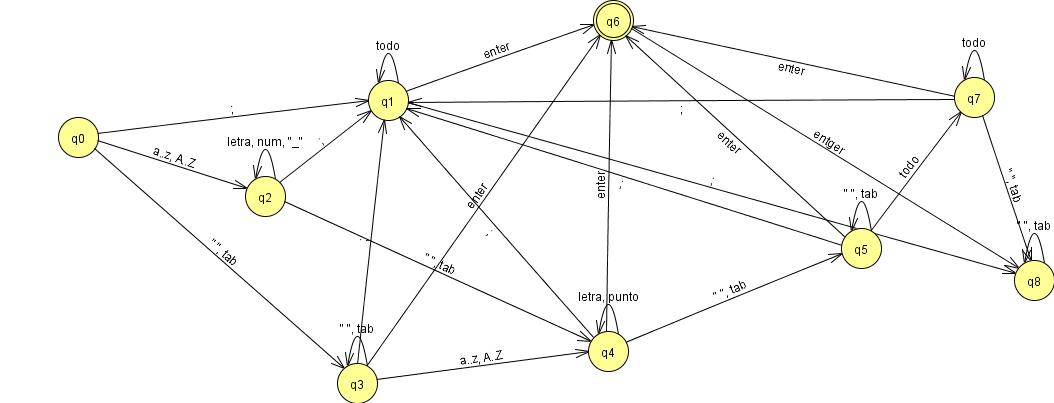 q6
todo
enter
todo
enter
q7
q1
;
;
q0
a.z, A.Z
letra, num, "_"
;
enter
entger
q2
todo
" ", tab
enter
enter
;
;
" ", tab
" ", tab
q5
" ", tab
;
;
" ", tab
q8
" ", tab
letra, punto
" ", tab
q4
a..z, A.Z
q3